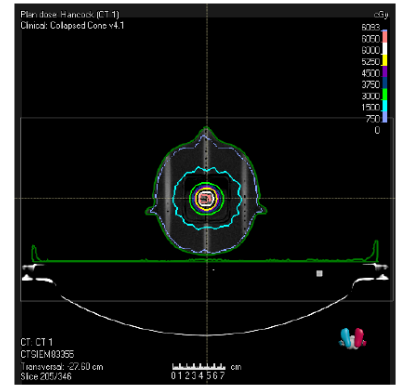 Plan dose: Hancock (CT 1)
Clinical: Collapsed Cone v4.1
cGy
6093
6050
6000
5250
4500
3750
3000
1500
750
0
CT: CT 1
CTSIEM83355
Transversal: -27.60 cm
Slice 205/346
cm
0 1 2 3 4 5 6 7